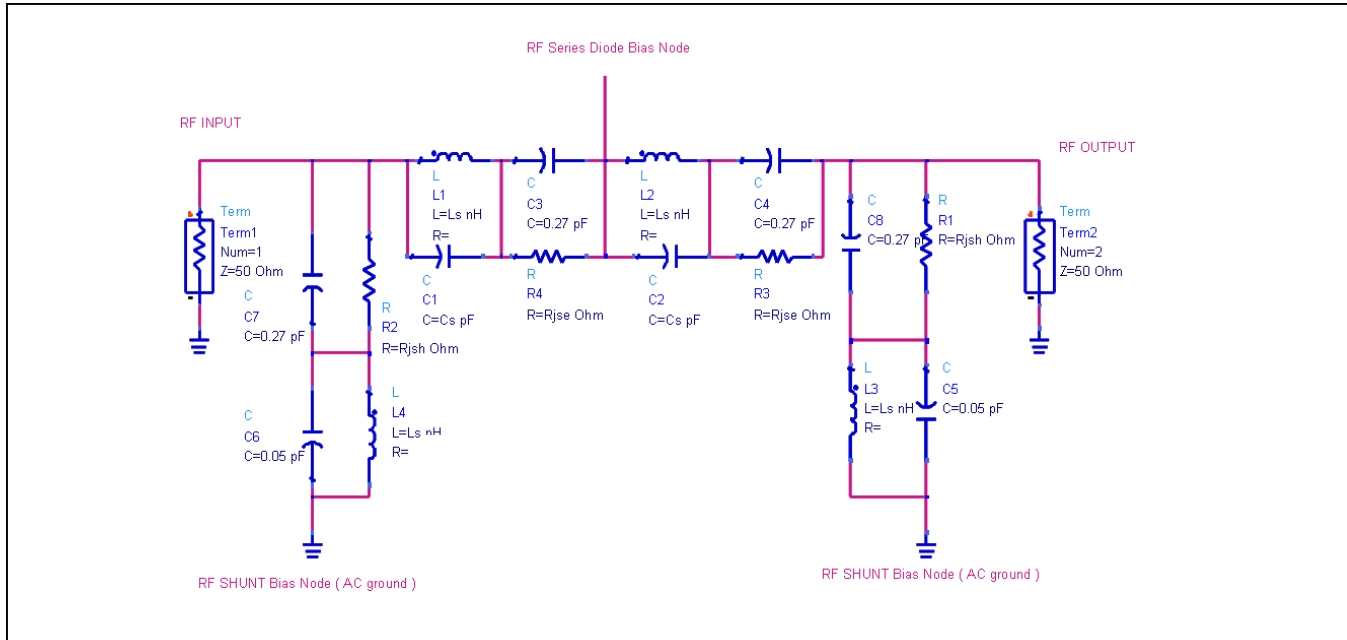 RF Series Diode Bias Node
RF INPUT
RF OUTPUT
Term
Term1
Num=1
Z=50 Ohm
C
C7
C=0.27 pF
R
R2
R=Rjsh Ohm
C
C6
C=0.05 pF
L
L4
L=Ls nH
R=
L
L1
L=Ls nH
R=
C
C3
C=0.27 pF
C
C1
C=Cs pF
R
R4
R=Rjse Ohm
L
L2
L=Ls nH
R=
C
C4
C=0.27 pF
C
C2
C=Cs pF
R
R3
R=Rjse Ohm
C
C8
C=0.27 pF
R
R1
R=Rjsh Ohm
L
L3
L=Ls nH
R=
C
C5
C=0.05 pF
Term
Term2
Num=2
Z=50 Ohm
RF SHUNT Bias Node ( AC ground )
RF SHUNT Bias Node ( AC ground )